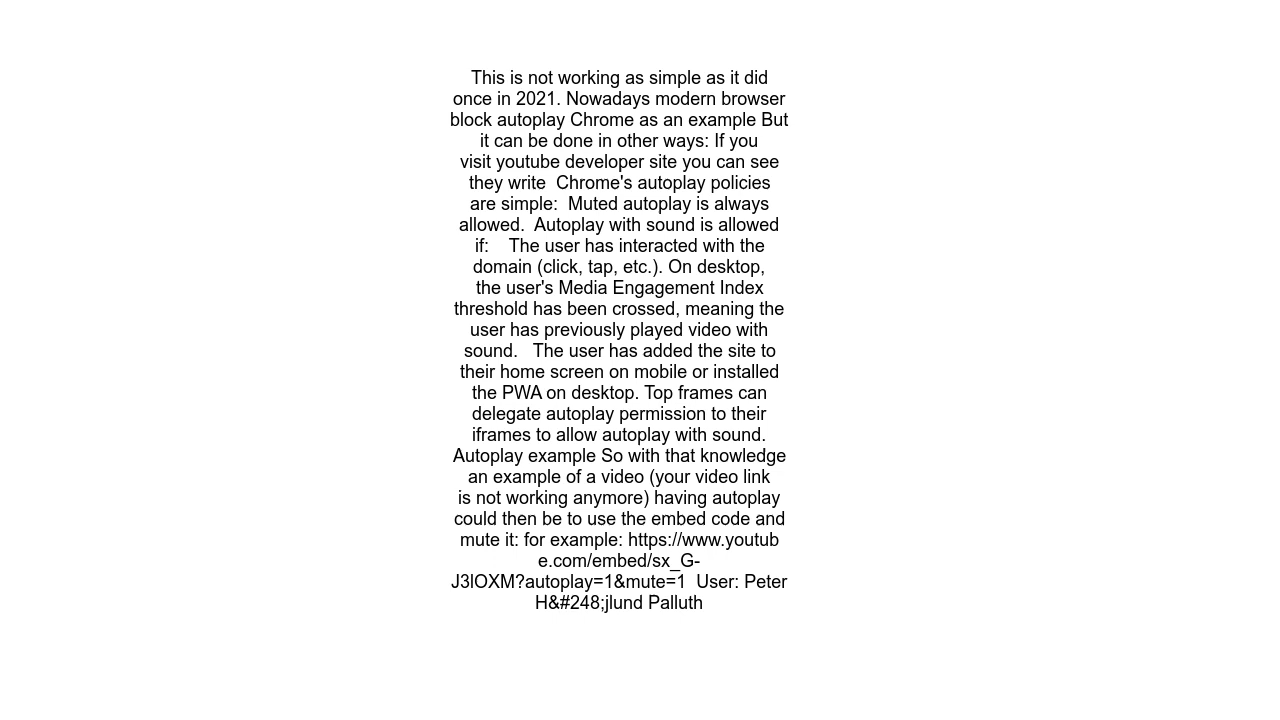 This is not working as simple as it did
once in 2021. Nowadays modern browser
block autoplay Chrome as an example But
it can be done in other ways: If you
visit youtube developer site you can see
they write  Chrome's autoplay policies
are simple:  Muted autoplay is always
allowed.  Autoplay with sound is allowed
if:    The user has interacted with the
domain (click, tap, etc.). On desktop,
the user's Media Engagement Index
threshold has been crossed, meaning the
user has previously played video with
sound.   The user has added the site to
their home screen on mobile or installed
the PWA on desktop. Top frames can
delegate autoplay permission to their
iframes to allow autoplay with sound.
Autoplay example So with that knowledge
an example of a video (your video link
is not working anymore) having autoplay
could then be to use the embed code and
mute it: for example: https://www.youtub
e.com/embed/sx_G-
J3lOXM?autoplay=1&mute=1  User: Peter
H&#248;jlund Palluth